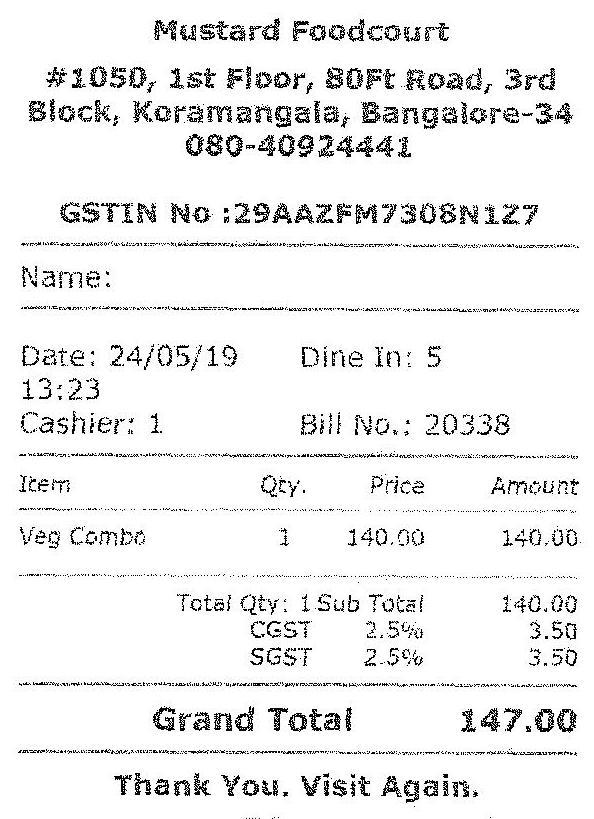 Mustard Foodcourt
#1050, 1st Floor, 80Ft Road, 3rd
Block, Koramangala, Bangalore-34
080-40924441
GSTIN No :29AAZFM7308N1Z7
Name:
Date: 24/05/19 Dine In: 5
13:23
Cashier: 1 Bill No.: 20338
Item Qty. Price Amount
Veg Combo 1 140.00 140.00
Total Qty: 1 Sub Total 140.00
CGST 2.5% 3.50
SGST 2.5% 3.50
Grand Total 147.00
Thank You. Visit Again.